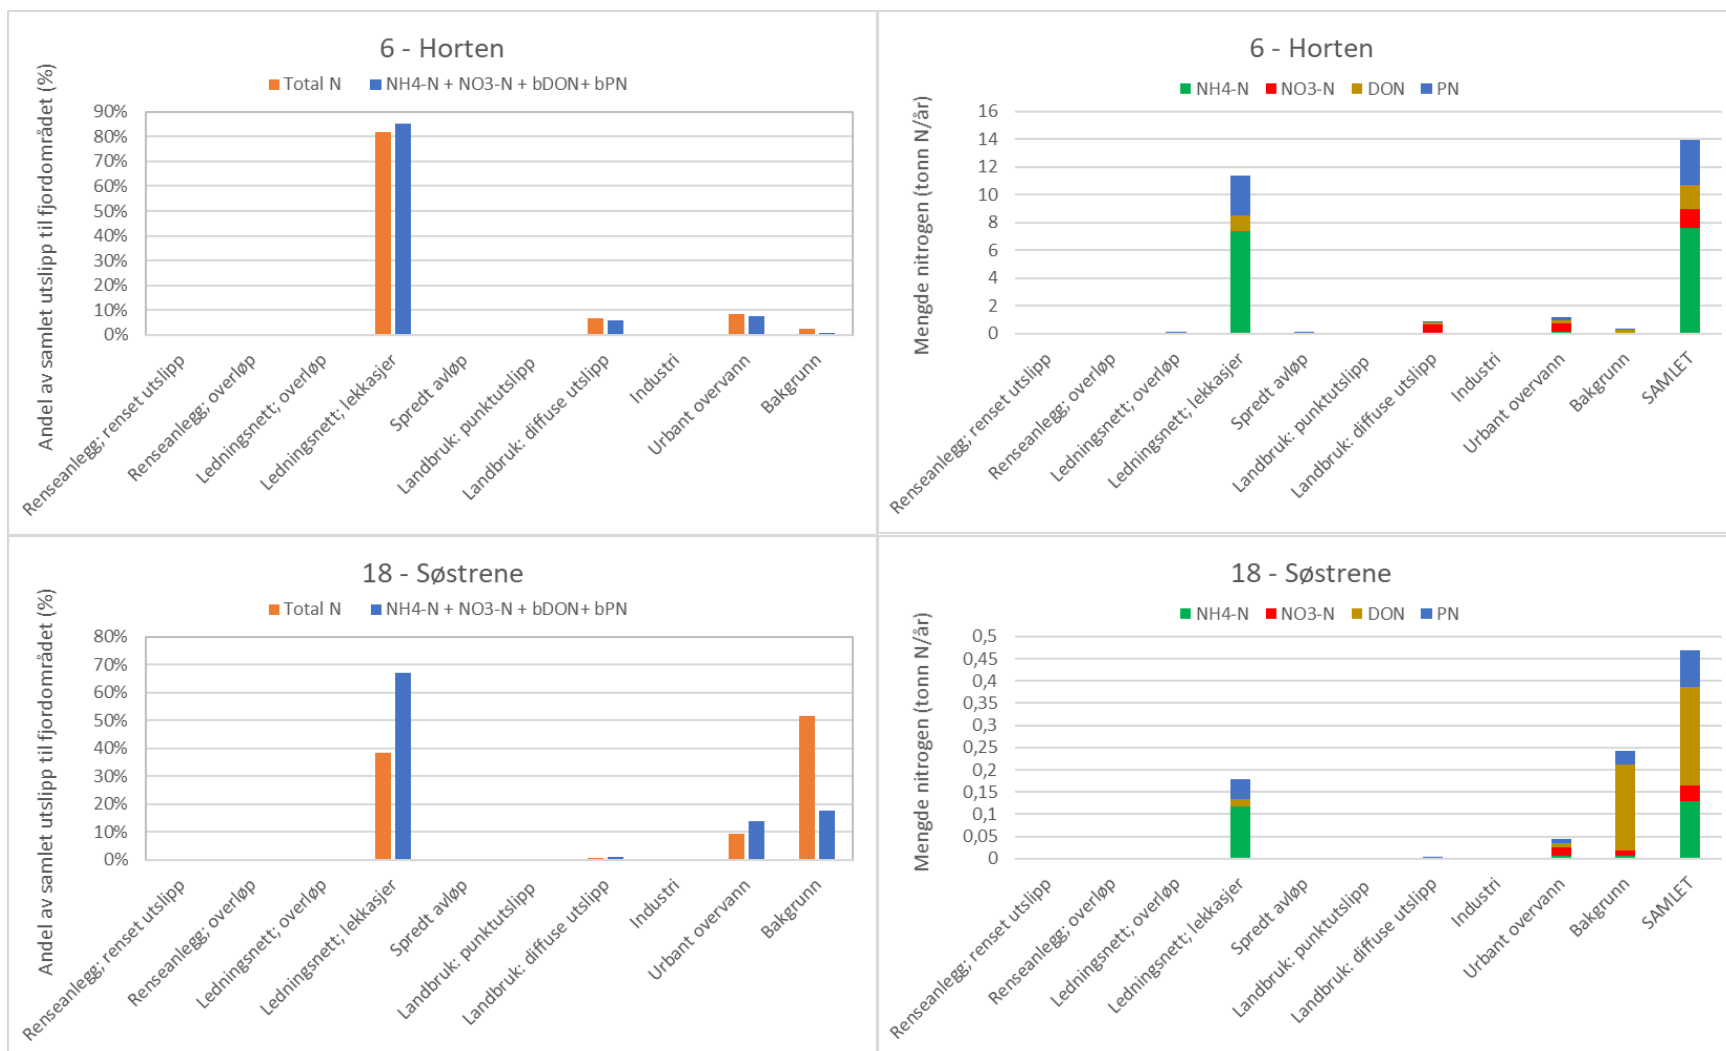 6 - Horten
Total N NH4-N + NO3-N + bDON+ bPN
Andel av samlet utslipp til fjordområdet (%)
90%
80%
70%
60%
50%
40%
30%
20%
10%
0%
Renseanlegg; renset utslipp
Renseanlegg; overløp
Ledningsnett; overløp
Ledningsnett; lekkasjer
Spredt avløp
Landbruk: punktutslipp
Landbruk: diffuse utslipp
Industri
Urbant overvann
Bakgrunn
6 - Horten
NH4-N NO3-N DON PN
Mengde nitrogen (tonn N/år)
16
14
12
10
8
6
4
2
0
Renseanlegg; renset utslipp
Renseanlegg; overløp
Ledningsnett; overløp
Ledningsnett; lekkasjer
Spredt avløp
Landbruk: punktutslipp
Landbruk: diffuse utslipp
Industri
Urbant overvann
Bakgrunn
SAMLET
18 - Søstrene
Total N NH4-N + NO3-N + bDON+ bPN
Andel av samlet utslipp til fjordområdet (%)
80%
70%
60%
50%
40%
30%
20%
10%
0%
Renseanlegg; renset utslipp
Renseanlegg; overløp
Ledningsnett; overløp
Ledningsnett; lekkasjer
Spredt avløp
Landbruk: punktutslipp
Landbruk: diffuse utslipp
Industri
Urbant overvann
Bakgrunn
18 - Søstrene
NH4-N NO3-N DON PN
Mengde nitrogen (tonn N/år)
0,5
0,45
0,4
0,35
0,3
0,25
0,2
0,15
0,1
0,05
0
Renseanlegg; renset utslipp
Renseanlegg; overløp
Ledningsnett; overløp
Ledningsnett; lekkasjer
Spredt avløp
Landbruk: punktutslipp
Landbruk: diffuse utslipp
Industri
Urbant overvann
Bakgrunn
SAMLET